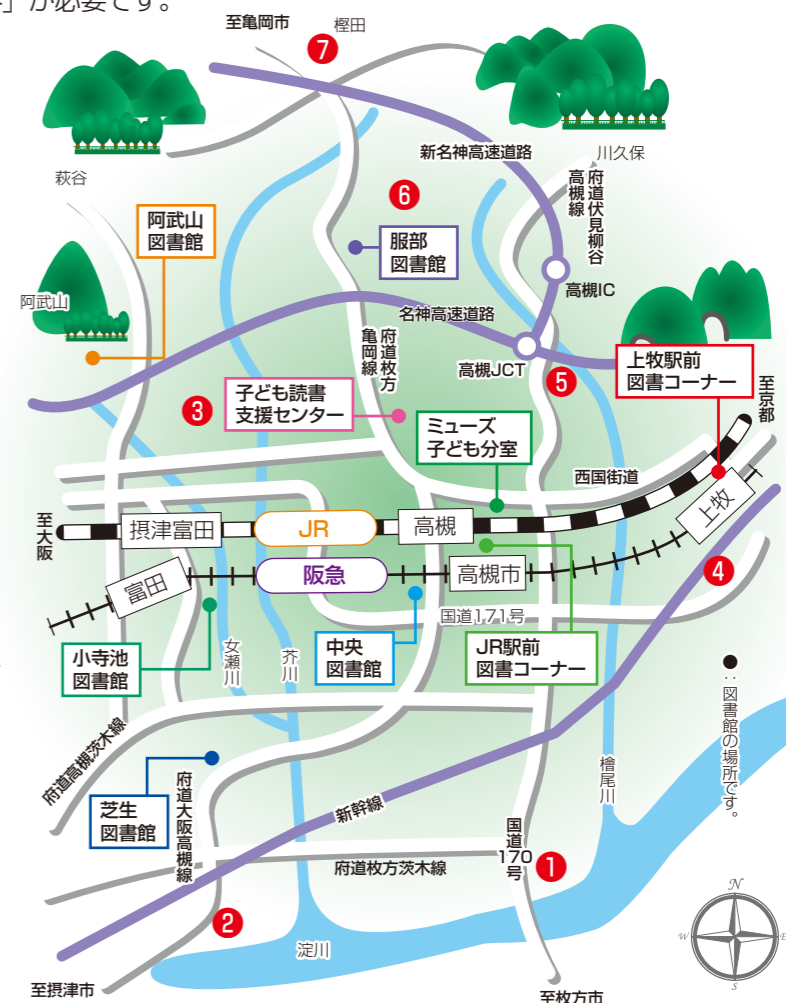 」が必要です。
至亀岡市
樫田
7
新名神高速道路
川久保
府道伏見柳谷
高槻線
萩谷
6
阿武山
図書館
服部
図書館
高槻IC
阿武山
名神高速道路
府道枚方
亀岡線
高槻JCT
5
上牧駅前
図書コーナー
至京都
3
子ども読書
支援センター
ミューズ
子ども分室
西国街道
至大阪
摂津富田
JR
高槻
上牧
富田
阪急
高槻市
4
国道171号
小寺池
図書館
女瀬川
芥川
中央
図書館
JR駅前
図書コーナー
●:図書館の場所です。
府道高槻茨木線
檜尾川
芝生
図書館
府道大阪高槻線
新幹線
国道
170
号
1
府道枚方茨木線
2
淀川
N
W
E
S
至摂津市
至枚方市